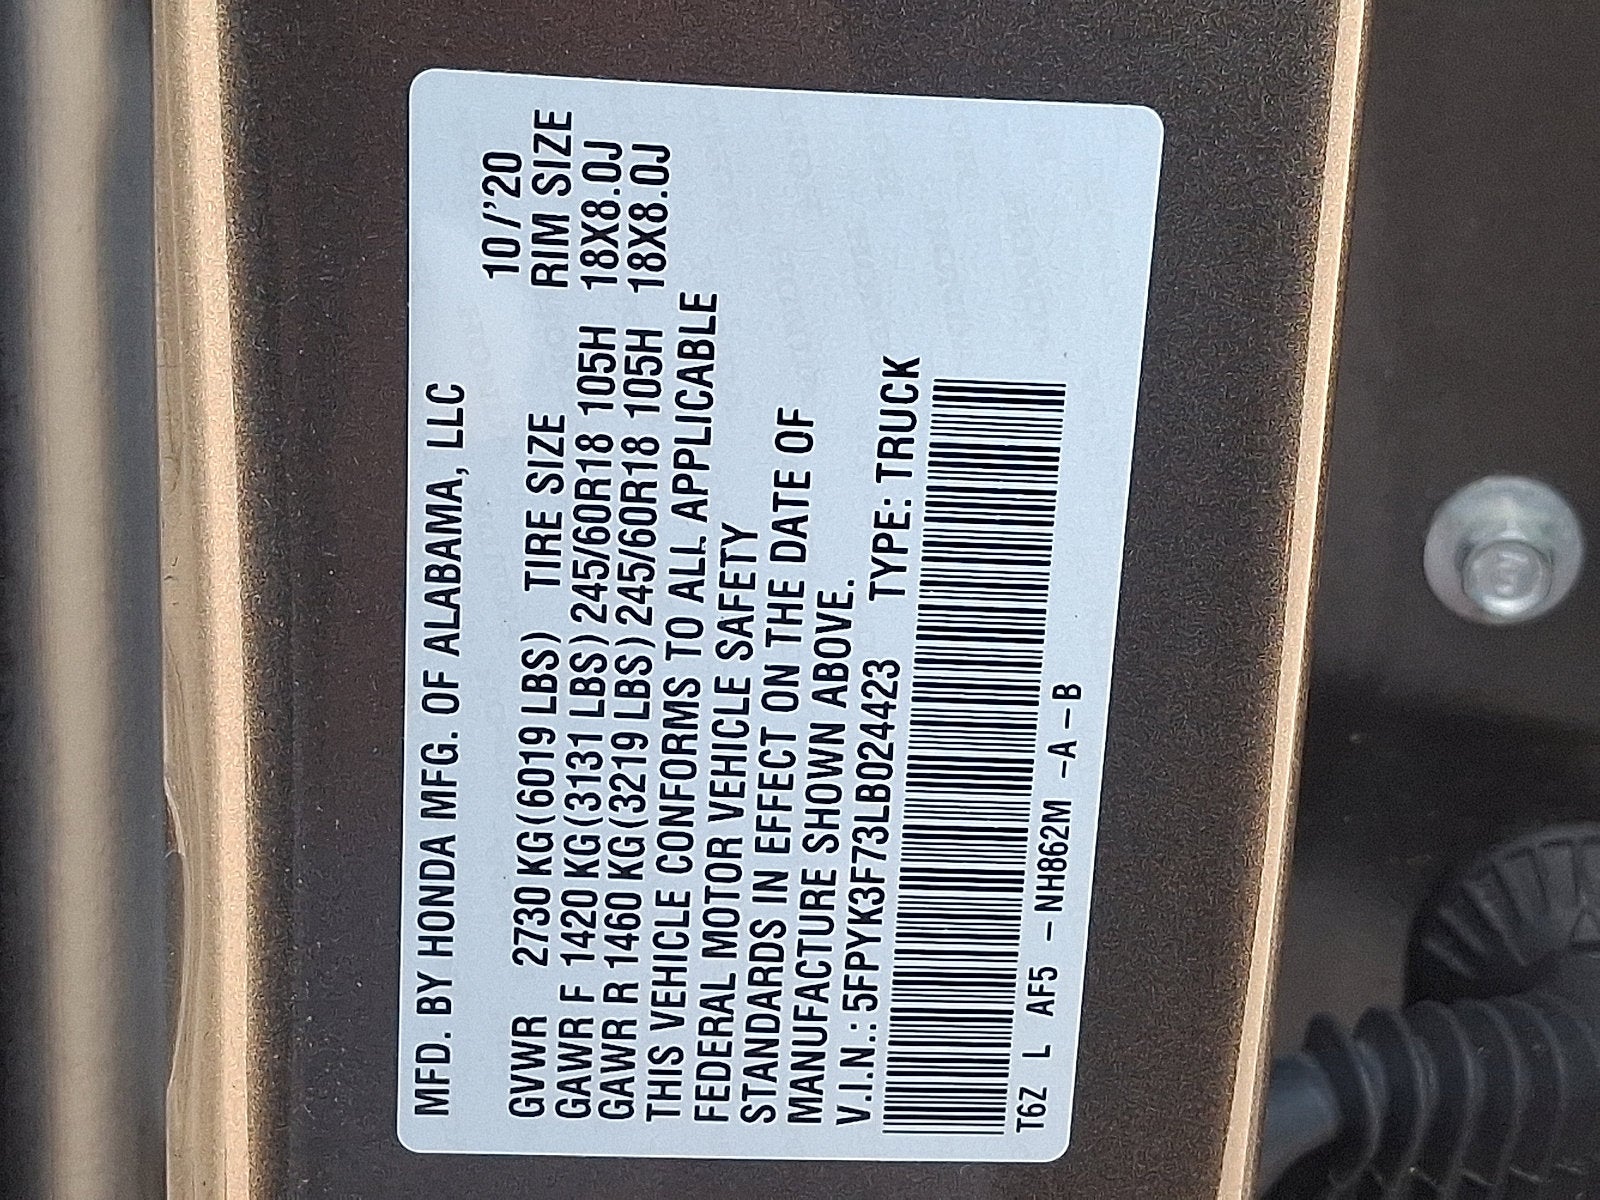 MFD. BY HONDA MFG. OF ALABAMA, LLC
10/'20
GVWR 2730 KG(6019 LBS) TIRE SIZE RIM SIZE
GAWR F 1420 KG(3131 LBS) 245/60R18 105H 18X8.0J
GAWR R 1460 KG(3219 LBS) 245/60R18 105H 18X8.0J
THIS VEHICLE CONFORMS TO ALL APPLICABLE
FEDERAL MOTOR VEHICLE SAFETY
STANDARDS IN EFFECT ON THE DATE OF
MANUFACTURE SHOWN ABOVE.
V.I.N.: 5FPYK3F73LB024423 TYPE: TRUCK
T6Z L AF5 -NH862M -A-B